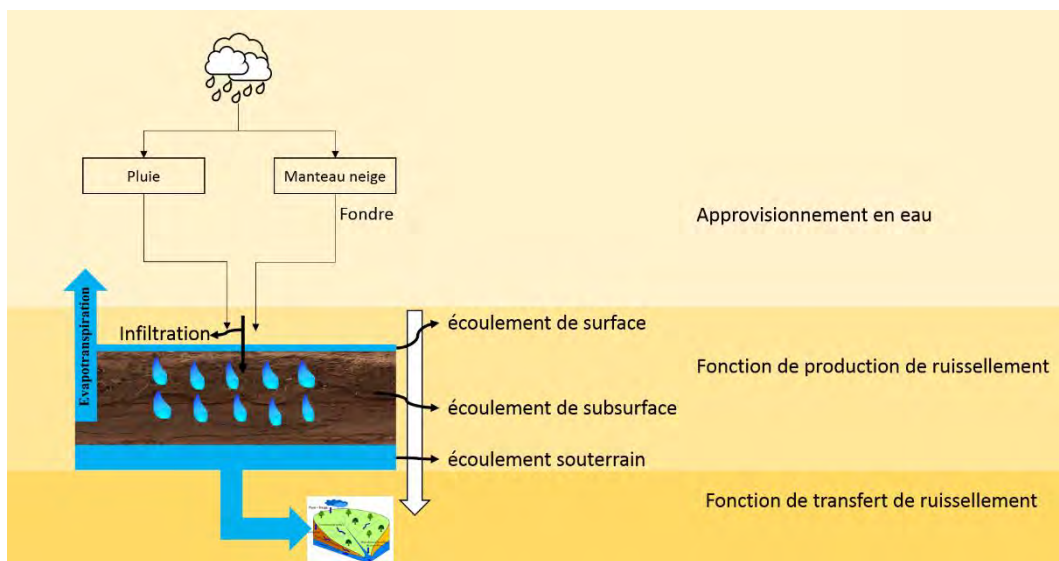 Pluie
Manteau neige
Fondre
Approvisionnement en eau
Evapotranspiration
Infiltration
écoulement de surface
Fonction de production de ruissellement
écoulement de subsurface
écoulement souterrain
Fonction de transfert de ruissellement